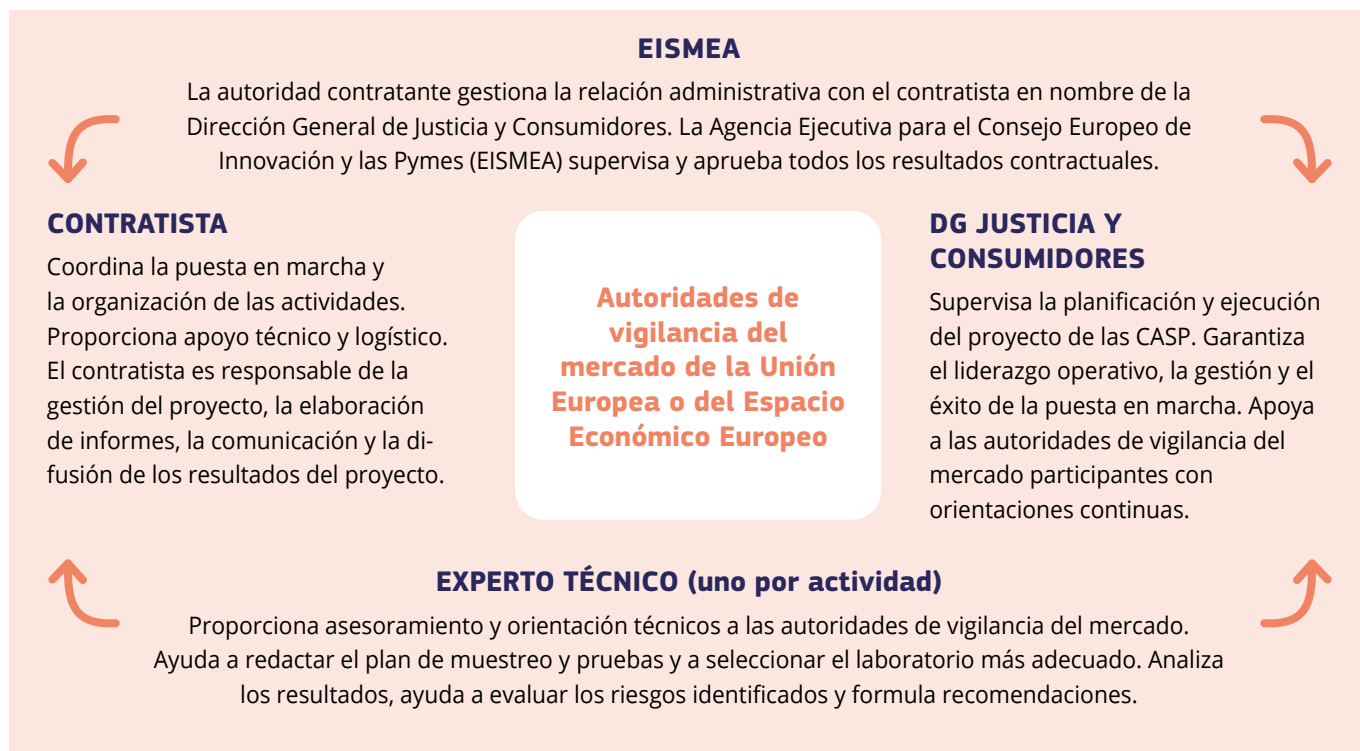 EISMEA
La autoridad contratante gestiona la relación administrativa con el contratista en nombre de la
Dirección General de Justicia y Consumidores. La Agencia Ejecutiva para el Consejo Europeo de
Innovación y las Pymes (EISMEA) supervisa y aprueba todos los resultados contractuales.
CONTRATISTA
Coordina la puesta en marcha y
la organización de las actividades.
Proporciona apoyo técnico y logístico.
El contratista es responsable de la
gestión del proyecto, la elaboración
de informes, la comunicación y la di-
fusión de los resultados del proyecto.
Autoridades de
vigilancia del
mercado de la Unión
Europea o del Espacio
Económico Europeo
DG JUSTICIA Y
CONSUMIDORES
Supervisa la planificación y ejecución
del proyecto de las CASP. Garantiza
el liderazgo operativo, la gestión y el
éxito de la puesta en marcha. Apoya
a las autoridades de vigilancia del
mercado participantes con
orientaciones continuas.
EXPERTO TÉCNICO (uno por actividad)
Proporciona asesoramiento y orientación técnicos a las autoridades de vigilancia del mercado.
Ayuda a redactar el plan de muestreo y pruebas y a seleccionar el laboratorio más adecuado. Analiza
los resultados, ayuda a evaluar los riesgos identificados y formula recomendaciones.